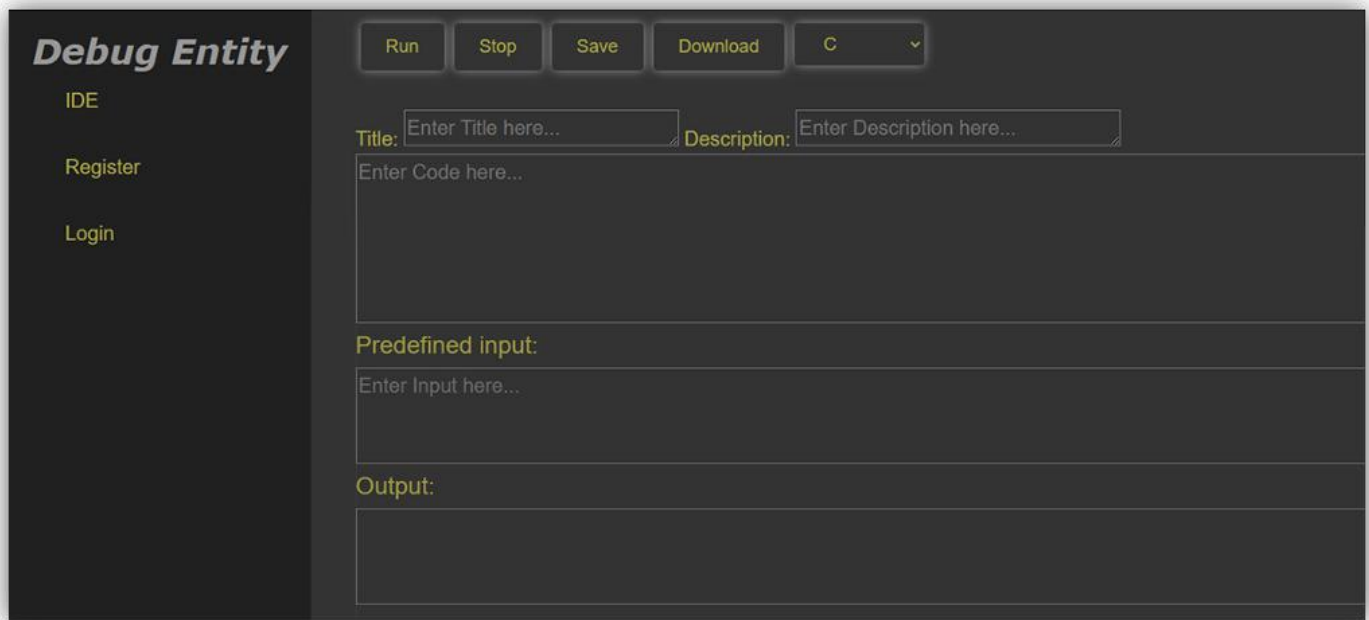 Debug Entity
IDE
Register
Login
Run Stop Save Download C
Title: Enter Title here... Description: Enter Description here...
Enter Code here...
Predefined input:
Enter Input here...
Output: